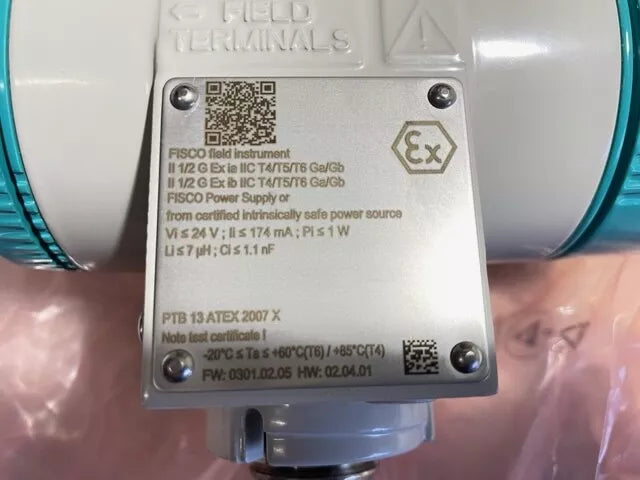 ← FIELD
TERMINALS
FISCO field instrument
II 1/2 G Ex ia IIC T4/T5/T6 Ga/Gb
II 1/2 G Ex ib IIC T4/T5/T6 Ga/Gb
FISCO Power Supply or
from certified intrinsically safe power source
Vi ≤ 24 V ; Ii ≤ 174 mA ; Pi ≤ 1 W
Li ≤ 7 µH ; Ci ≤ 1.1 nF
Ex
PTB 13 ATEX 2007 X
Note test certificate !
-20°C ≤ Ta ≤ +60°C(T6) / +85°C(T4)
FW: 0301.02.05 HW: 02.04.01